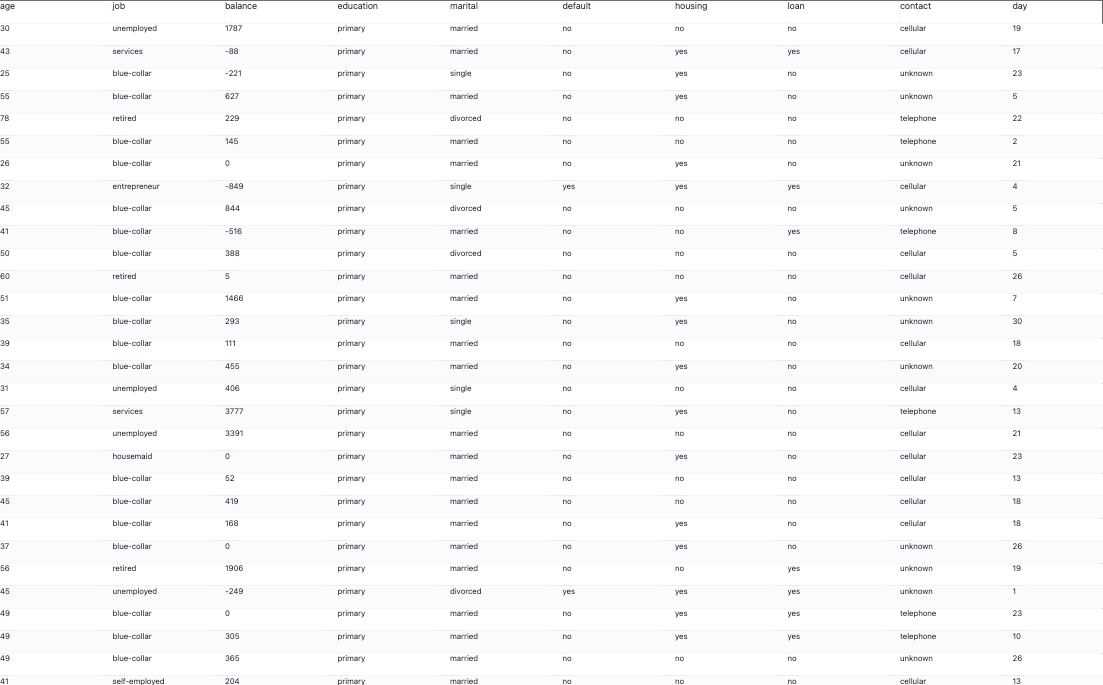 age job balance education marital default housing loan contact day
30 unemployed 1787 primary married no no no cellular 19
43 services -88 primary married no yes yes cellular 17
25 blue-collar -221 primary single no yes no unknown 23
55 blue-collar 627 primary married no yes no unknown 5
78 retired 229 primary divorced no no no telephone 22
55 blue-collar 145 primary married no no no telephone 2
26 blue-collar 0 primary married no yes no unknown 21
32 entrepreneur -849 primary single yes yes yes cellular 4
45 blue-collar 844 primary divorced no no no unknown 5
41 blue-collar -516 primary married no no yes telephone 8
50 blue-collar 388 primary divorced no no no cellular 5
60 retired 5 primary married no no no cellular 26
51 blue-collar 1466 primary married no yes no unknown 7
35 blue-collar 293 primary single no yes no unknown 30
39 blue-collar 111 primary married no no no cellular 18
34 blue-collar 455 primary married no yes no unknown 20
31 unemployed 406 primary single no no no cellular 4
57 services 3777 primary single no yes no telephone 13
56 unemployed 3391 primary married no no no cellular 21
27 housemaid 0 primary married no yes no cellular 23
39 blue-collar 52 primary married no no no cellular 13
45 blue-collar 419 primary married no no no cellular 18
41 blue-collar 168 primary married no yes no cellular 18
37 blue-collar 0 primary married no yes no unknown 26
56 retired 1906 primary married no no yes unknown 19
45 unemployed -249 primary divorced yes yes yes unknown 1
49 blue-collar 0 primary married no yes yes telephone 23
49 blue-collar 305 primary married no yes yes telephone 10
49 blue-collar 365 primary married no no no unknown 26
41 self-employed 204 primary married no no no cellular 13